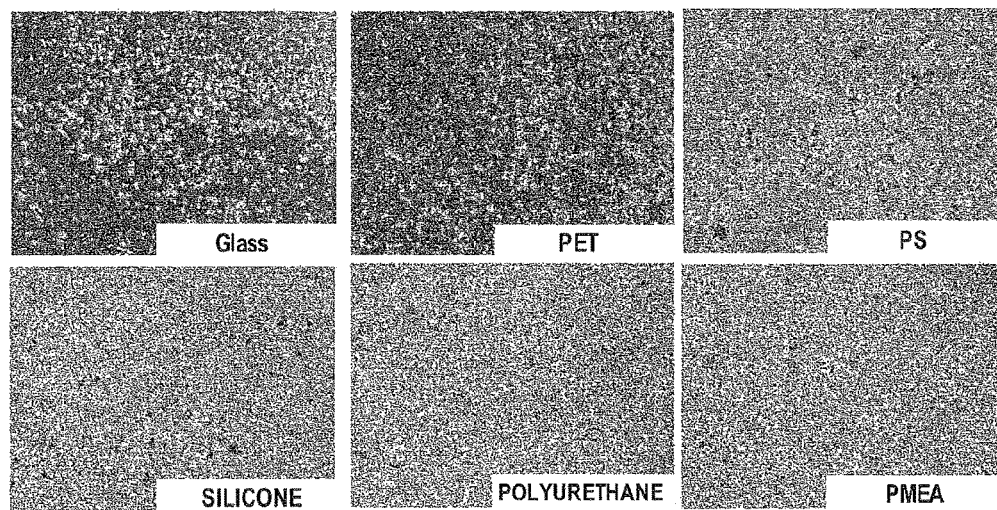 Glass
PET
PS
SILICONE
POLYURETHANE
PMEA